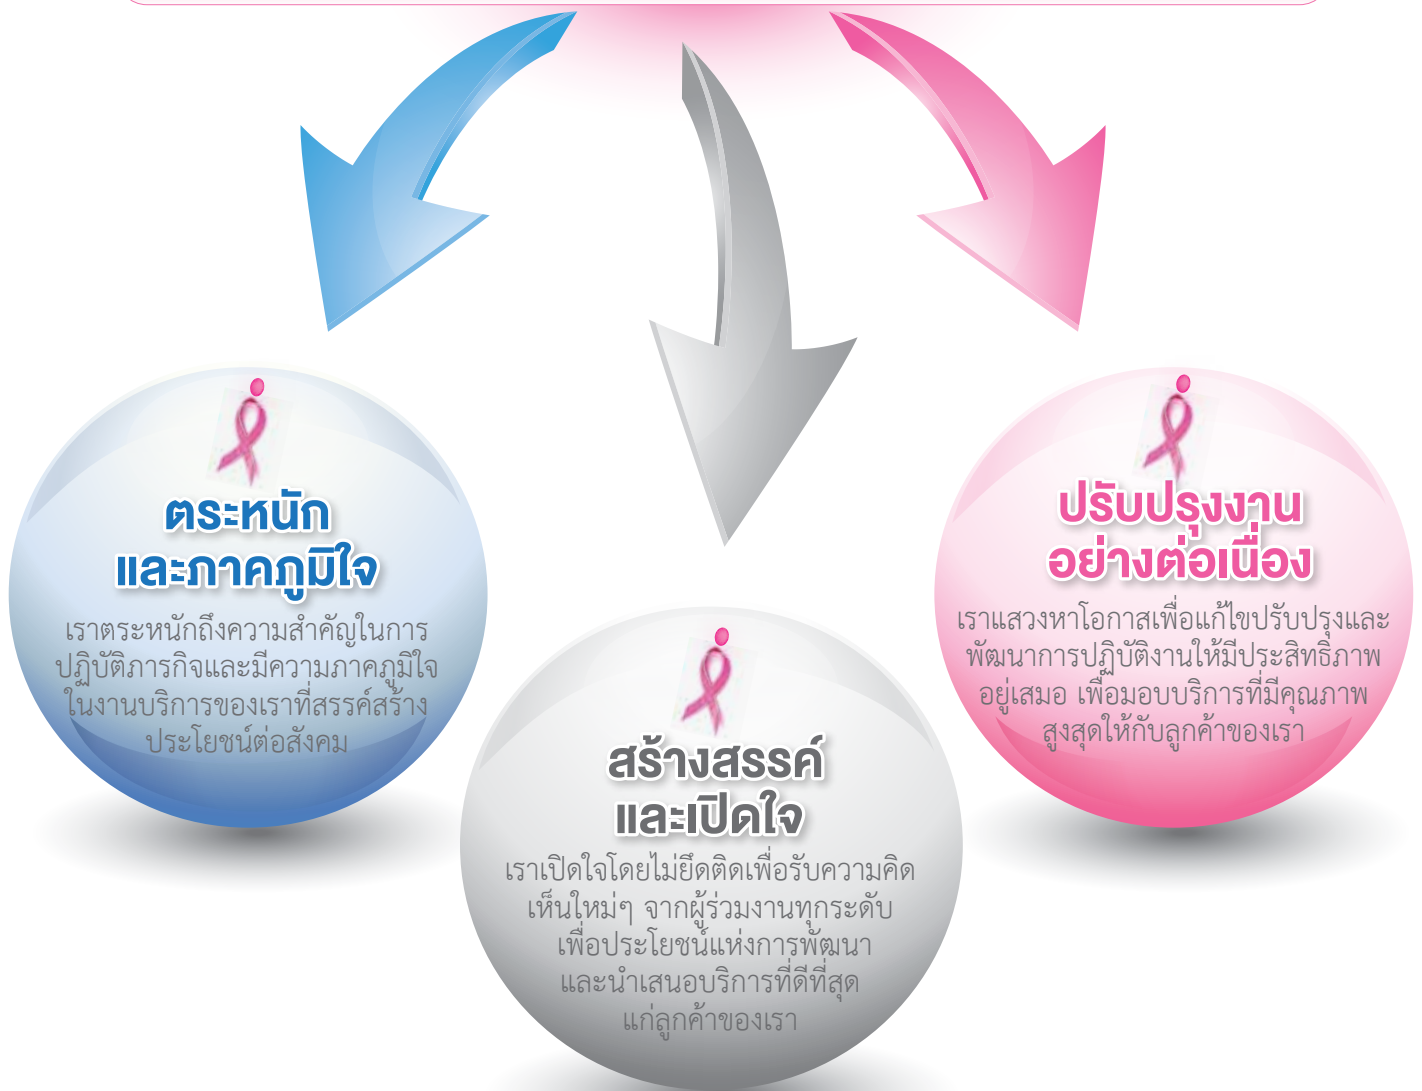 ตระหนัก
และภาคภูมิใจ
เราตระหนักถึงความสำคัญในการ
ปฏิบัติภารกิจและมีความภาคภูมิใจ
ในงานบริการของเราที่สรรค์สร้าง
ประโยชน์ต่อสังคม
สร้างสรรค์
และเปิดใจ
เราเปิดใจโดยไม่ยึดติดเพื่อรับความคิด
เห็นใหม่ๆ จากผู้ร่วมงานทุกระดับ
เพื่อประโยชน์แห่งการพัฒนา
และนำเสนอบริการที่ดีที่สุด
แก่ลูกค้าของเรา
ปรับปรุงงาน
อย่างต่อเนื่อง
เราแสวงหาโอกาสเพื่อแก้ไขปรับปรุงและ
พัฒนาการปฏิบัติงานให้มีประสิทธิภาพ
อยู่เสมอ เพื่อมอบบริการที่มีคุณภาพ
สูงสุดให้กับลูกค้าของเรา